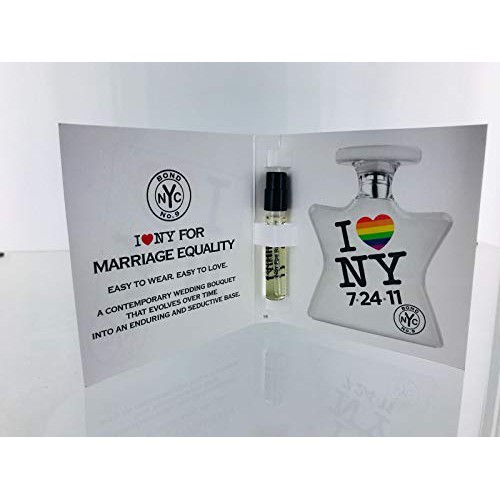 BOND
NYC
NO. 9
I ♥ NY FOR
MARRIAGE EQUALITY
EASY TO WEAR. EASY TO LOVE.
A CONTEMPORARY WEDDING BOUQUET
THAT EVOLVES OVER TIME
INTO AN ENDURING AND SEDUCTIVE BASE.
I ♥
NY
7·24·11
BOND
NYC
NO. 9